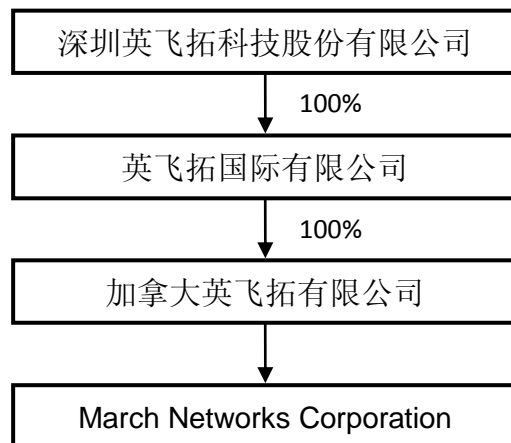 深圳英飞拓科技股份有限公司
100%
英飞拓国际有限公司
100%
加拿大英飞拓有限公司
March Networks Corporation